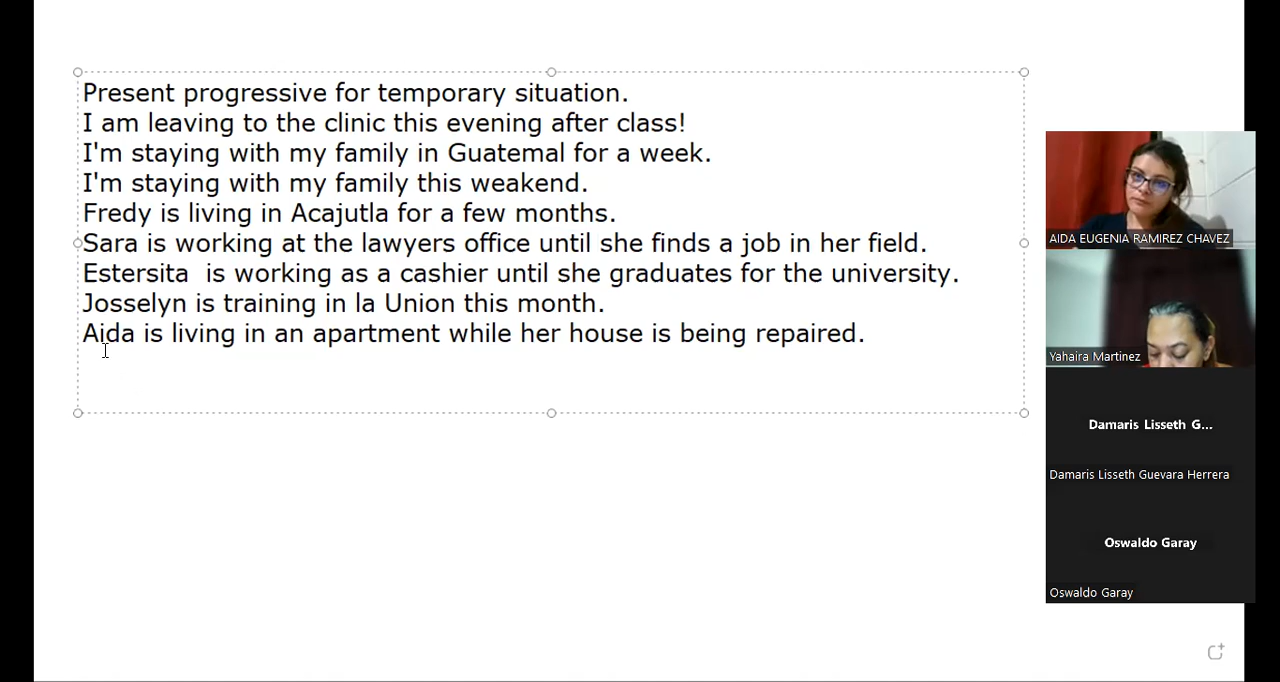 Present progressive for temporary situation.
I am leaving to the clinic this evening after class!
I'm staying with my family in Guatemal for a week.
I'm staying with my family this weakend.
Fredy is living in Acajutla for a few months.
Sara is working at the lawyers office until she finds a job in her field.
Estersita  is working as a cashier until she graduates for the university.
Josselyn is training in la Union this month.
Aida is living in an apartment while her house is being repaired.
AIDA EUGENIA RAMIREZ CHAVEZ
Yahaira Martinez
Damaris Lisseth G...
Damaris Lisseth Guevara Herrera
Oswaldo Garay
Oswaldo Garay